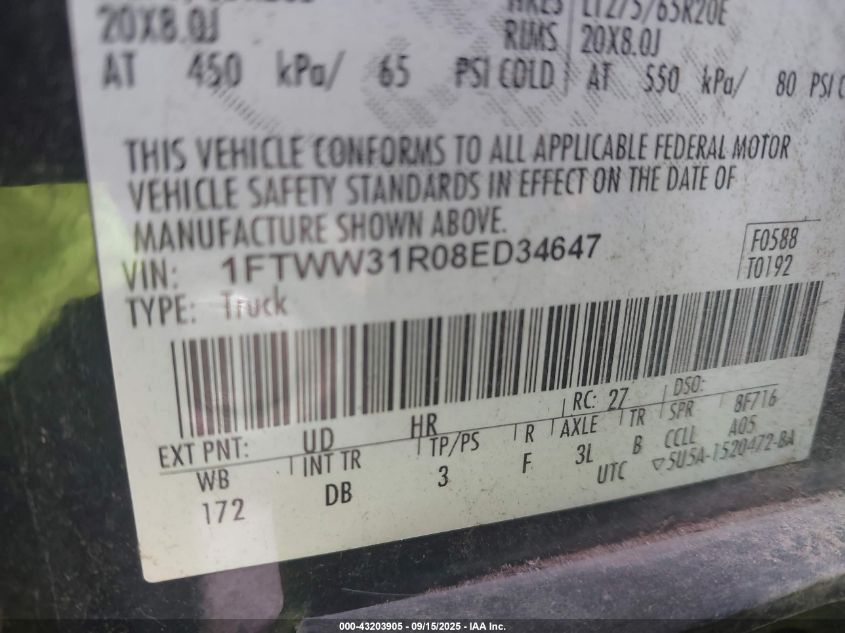 20X8.0J
RIMS 20X8.0J
AT 450 kPa/ 65 PSI COLD AT 550 kPa/ 80 PSI C
THIS VEHICLE CONFORMS TO ALL APPLICABLE FEDERAL MOTOR
VEHICLE SAFETY STANDARDS IN EFFECT ON THE DATE OF
MANUFACTURE SHOWN ABOVE.
VIN: 1FTWW31R08ED34647
F0588
T0192
TYPE: Truck
EXT PNT: UD HR RC: 27 DSO:
WB INT TR TP/PS R AXLE TR SPR 8F716
172 DB 3 F 3L B CCLL A05
UTC ▽5U5A-1520472-BA
000-43203905 - 09/15/2025 - IAA Inc.